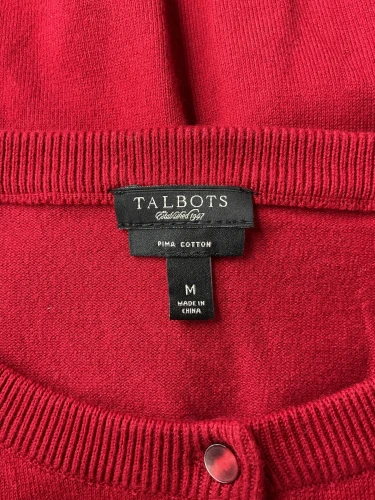 TALBOTS
Established 1947
PIMA COTTON
M
MADE IN
CHINA